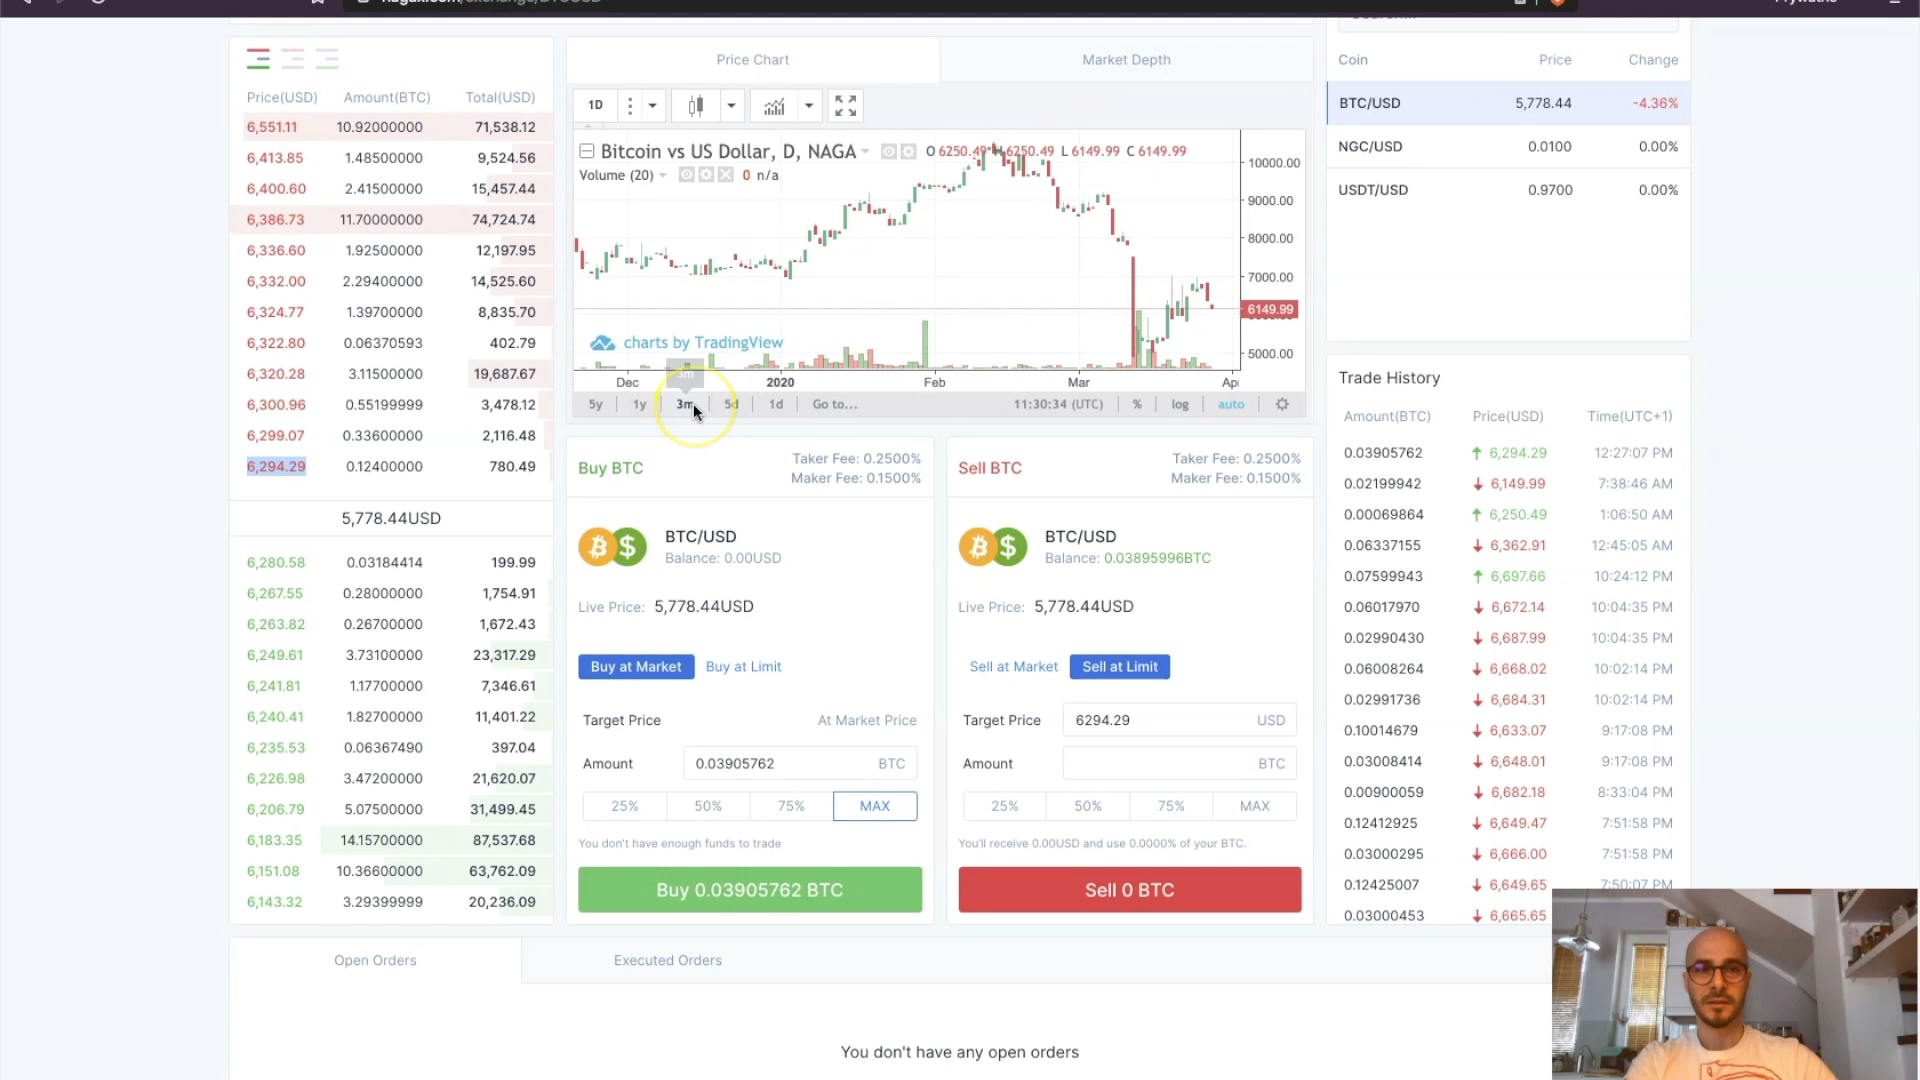 Price(USD) Amount(BTC) Total(USD)
6,551.11 10.92000000 71,538.12
6,413.85 1.48500000 9,524.56
6,400.60 2.41500000 15,457.44
6,386.73 11.70000000 74,724.74
6,336.60 1.92500000 12,197.95
6,332.00 2.29400000 14,525.60
6,324.77 1.39700000 8,835.70
6,322.80 0.06370593 402.79
6,320.28 3.11500000 19,687.67
6,300.96 0.55199999 3,478.12
6,299.07 0.33600000 2,116.48
6,294.29 0.12400000 780.49
5,778.44USD
6,280.58 0.03184414 199.99
6,267.55 0.28000000 1,754.91
6,263.82 0.26700000 1,672.43
6,249.61 3.73100000 23,317.29
6,241.81 1.17700000 7,346.61
6,240.41 1.82700000 11,401.22
6,235.53 0.06367490 397.04
6,226.98 3.47200000 21,620.07
6,206.79 5.07500000 31,499.45
6,183.35 14.15700000 87,537.68
6,151.08 10.36600000 63,762.09
6,143.32 3.29399999 20,236.09
Price Chart Market Depth
1D
Bitcoin vs US Dollar, D, NAGA O 6250.49 H 6250.49 L 6149.99 C 6149.99
Volume (20) 0 n/a
10000.00
9000.00
8000.00
7000.00
6149.99
5000.00
charts by TradingView
Dec 2020 Feb Mar Apr
5y 1y 3m 5d 1d Go to... 11:30:34 (UTC) % log auto
Buy BTC
Taker Fee: 0.2500%
Maker Fee: 0.1500%
BTC/USD
Balance: 0.00USD
Live Price: 5,778.44USD
Buy at Market Buy at Limit
Target Price At Market Price
Amount 0.03905762 BTC
25% 50% 75% MAX
You don't have enough funds to trade
Buy 0.03905762 BTC
Sell BTC
Taker Fee: 0.2500%
Maker Fee: 0.1500%
BTC/USD
Balance: 0.03895996BTC
Live Price: 5,778.44USD
Sell at Market Sell at Limit
Target Price 6294.29 USD
Amount BTC
25% 50% 75% MAX
You'll receive 0.00USD and use 0.0000% of your BTC.
Sell 0 BTC
Coin Price Change
BTC/USD 5,778.44 -4.36%
NGC/USD 0.0100 0.00%
USDT/USD 0.9700 0.00%
Trade History
Amount(BTC) Price(USD) Time(UTC+1)
0.03905762 6,294.29 12:27:07 PM
0.02199942 6,149.99 7:38:46 AM
0.00069864 6,250.49 1:06:50 AM
0.06337155 6,362.91 12:45:05 AM
0.07599943 6,697.66 10:24:12 PM
0.06017970 6,672.14 10:04:35 PM
0.02990430 6,687.99 10:04:35 PM
0.06008264 6,668.02 10:02:14 PM
0.02991736 6,684.31 10:02:14 PM
0.10014679 6,633.07 9:17:08 PM
0.03008414 6,648.01 9:17:08 PM
0.00900059 6,682.18 8:33:04 PM
0.12412925 6,649.47 7:51:58 PM
0.03000295 6,666.00 7:51:58 PM
0.12425007 6,649.65 7:50:07 PM
0.03000453 6,665.65
Open Orders Executed Orders
You don't have any open orders